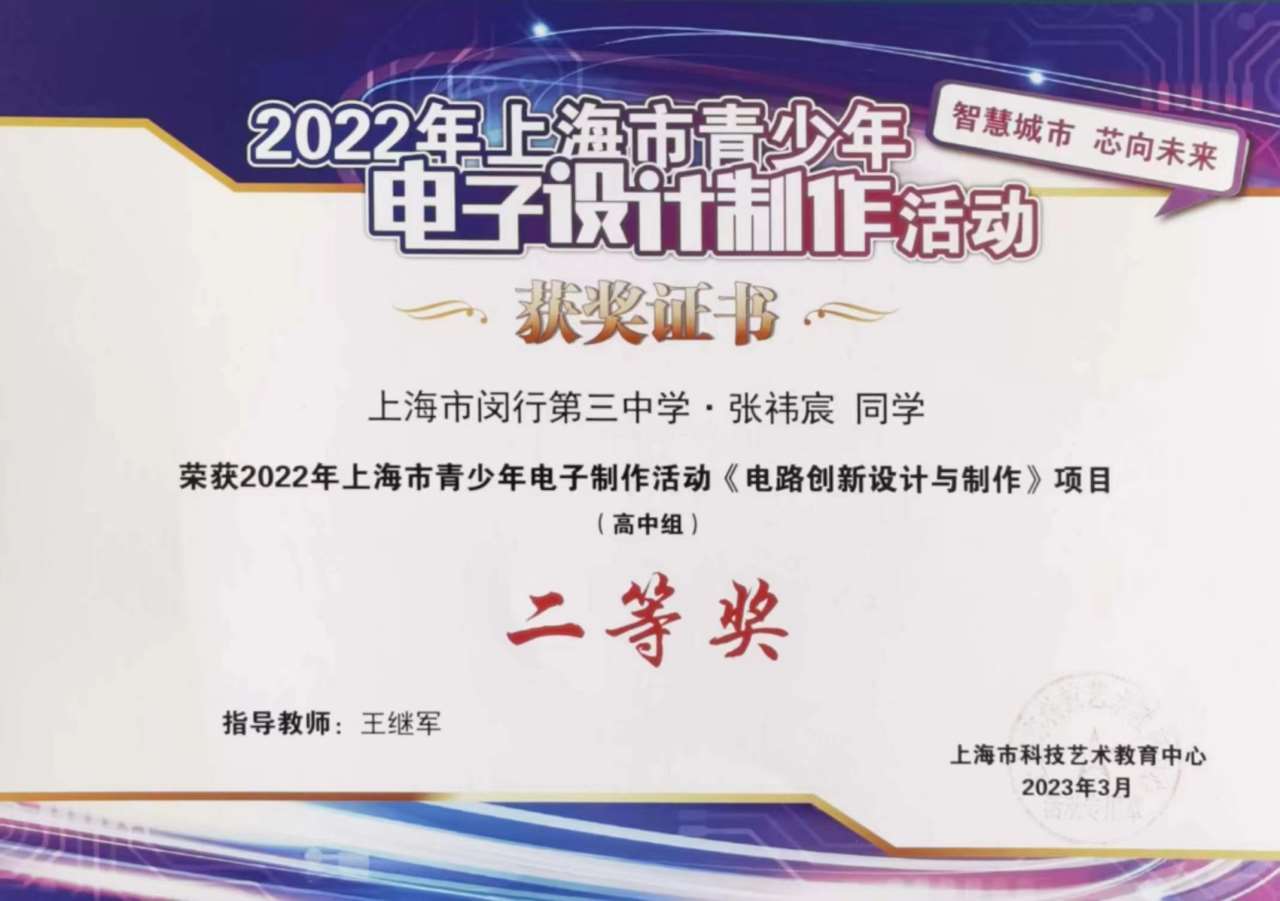 2022年上海市青少年
电子设计制作活动
智慧城市 芯向未来
获奖证书
上海市闵行第三中学·张祎宸 同学
荣获2022年上海市青少年电子制作活动《电路创新设计与制作》项目
（高中组）
二等奖
指导教师：王继军
上海市科技艺术教育中心
2023年3月